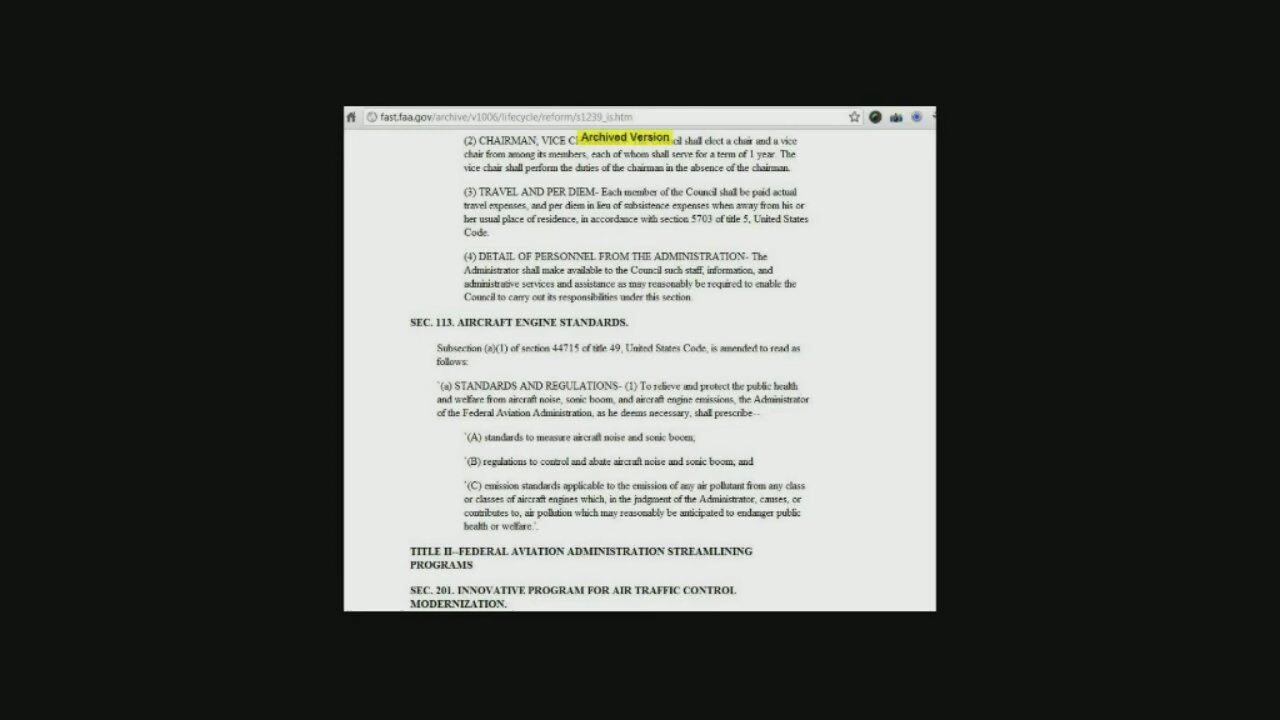 fast.faa.gov/archive/v1006/lifecycle/reform/s1239_is.htm
Archived Version
(2) CHAIRMAN, VICE C cil shall elect a chair and a vice
chair from among its members, each of whom shall serve for a term of 1 year. The
vice chair shall perform the duties of the chairman in the absence of the chairman.
(3) TRAVEL AND PER DIEM- Each member of the Council shall be paid actual
travel expenses, and per diem in lieu of subsistence expenses when away from his or
her usual place of residence, in accordance with section 5703 of title 5, United States
Code.
(4) DETAIL OF PERSONNEL FROM THE ADMINISTRATION- The
Administrator shall make available to the Council such staff, information, and
administrative services and assistance as may reasonably be required to enable the
Council to carry out its responsibilities under this section.
SEC. 113. AIRCRAFT ENGINE STANDARDS.
Subsection (a)(1) of section 44715 of title 49, United States Code, is amended to read as
follows:
`(a) STANDARDS AND REGULATIONS- (1) To relieve and protect the public health
and welfare from aircraft noise, sonic boom, and aircraft engine emissions, the Administrator
of the Federal Aviation Administration, as he deems necessary, shall prescribe--
`(A) standards to measure aircraft noise and sonic boom;
`(B) regulations to control and abate aircraft noise and sonic boom; and
`(C) emission standards applicable to the emission of any air pollutant from any class
or classes of aircraft engines which, in the judgment of the Administrator, causes, or
contributes to, air pollution which may reasonably be anticipated to endanger public
health or welfare.'.
TITLE II--FEDERAL AVIATION ADMINISTRATION STREAMLINING
PROGRAMS
SEC. 201. INNOVATIVE PROGRAM FOR AIR TRAFFIC CONTROL
MODERNIZATION.